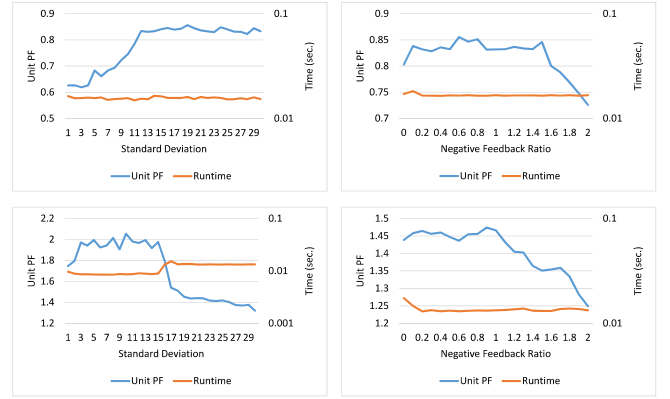 0.9 0.1
0.8
0.7
0.6
0.5 0.01
Unit PF
Time (sec.)
1 3 5 7 9 11 13 15 17 19 21 23 25 27 29
Standard Deviation
Unit PF Runtime
0.9 0.1
0.85
0.8
0.75
0.7 0.01
Unit PF
Time (sec.)
0 0.2 0.4 0.6 0.8 1 1.2 1.4 1.6 1.8 2
Negative Feedback Ratio
Unit PF Runtime
2.2 0.1
2
1.8 0.01
1.6
1.4
1.2 0.001
Unit PF
Time (sec.)
1 3 5 7 9 11 13 15 17 19 21 23 25 27 29
Standard Deviation
Unit PF Runtime
1.5 0.1
1.45
1.4
1.35
1.3
1.25
1.2 0.01
Unit PF
Time (sec.)
0 0.2 0.4 0.6 0.8 1 1.2 1.4 1.6 1.8 2
Negative Feedback Ratio
Unit PF Runtime